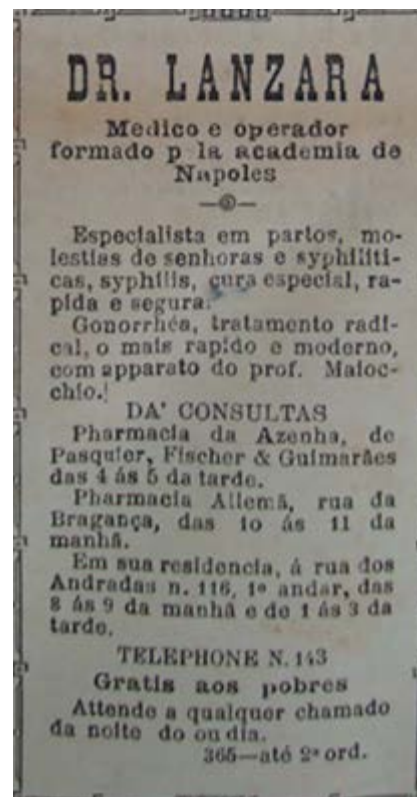 DR. LANZARA
Medico e operador
formado p la academia de
Napoles
Especialista em partos, mo-
lestias de senhoras e syphiliti-
cas, syphilis, cura especial, ra-
pida e segura.
Gonorrhéa, tratamento radi-
cal, o mais rapido e moderno,
com apparato do prof. Maioc-
chio.
DA' CONSULTAS
Pharmacia da Azenha, de
Pasquier, Fischer & Guimarães
das 4 ás 5 da tarde.
Pharmacia Allemã, rua da
Bragança, das 10 ás 11 da
manhã.
Em sua residencia, á rua dos
Andradas n. 116, 1º andar, das
8 ás 9 da manhã e de 1 ás 3 da
tarde.
TELEPHONE N. 143
Gratis aos pobres
Attende a qualquer chamado
da noite do ou dia.
365—até 2ª ord.